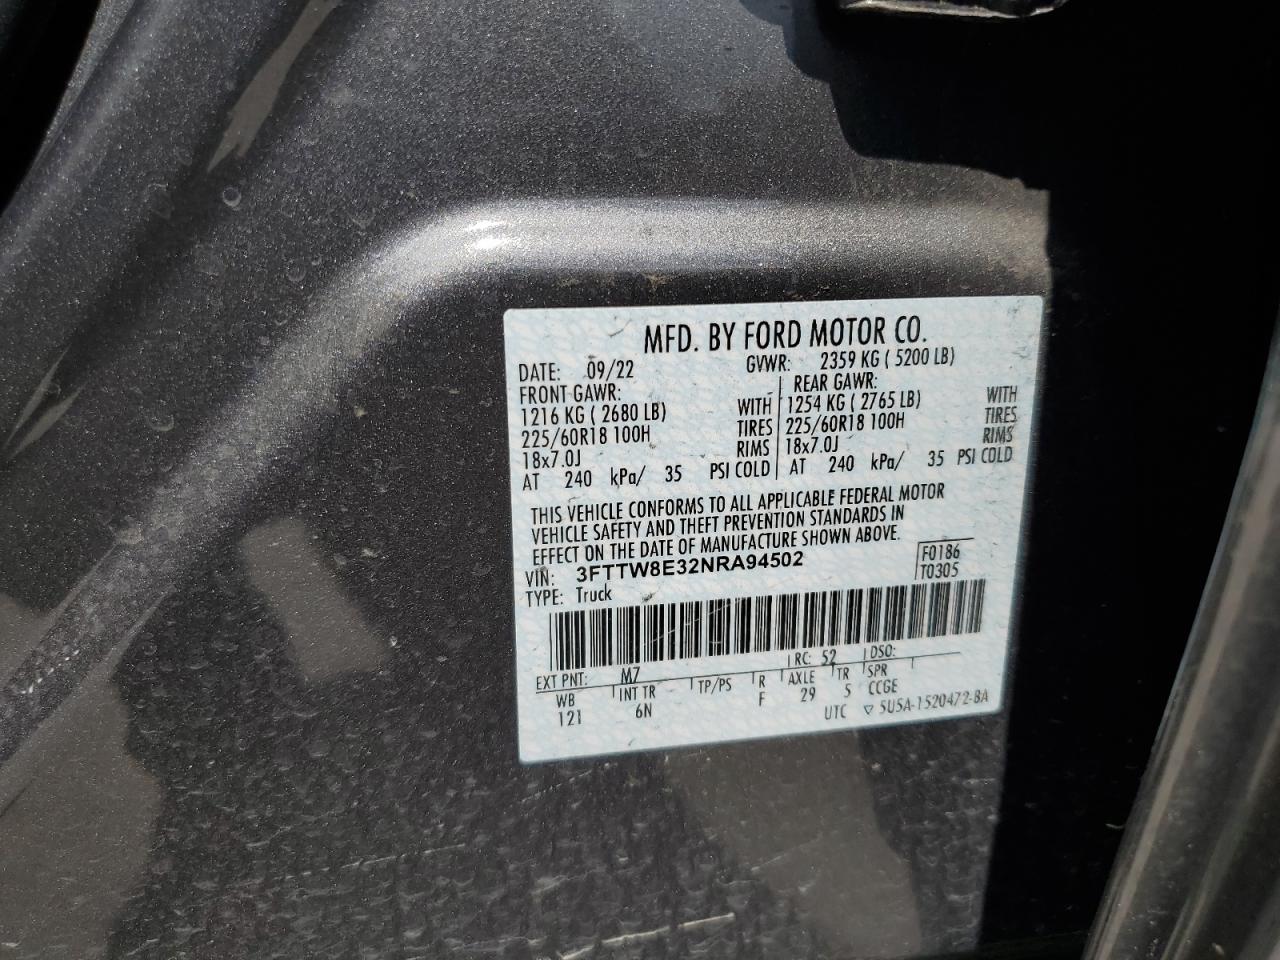 MFD. BY FORD MOTOR CO.
DATE: 09/22 GVWR: 2359 KG ( 5200 LB)
FRONT GAWR: REAR GAWR:
1216 KG ( 2680 LB) WITH 1254 KG ( 2765 LB) WITH
225/60R18 100H TIRES 225/60R18 100H TIRES
18x7.0J RIMS 18x7.0J RIMS
AT 240 kPa/ 35 PSI COLD AT 240 kPa/ 35 PSI COLD
THIS VEHICLE CONFORMS TO ALL APPLICABLE FEDERAL MOTOR
VEHICLE SAFETY AND THEFT PREVENTION STANDARDS IN
EFFECT ON THE DATE OF MANUFACTURE SHOWN ABOVE.
VIN: 3FTTW8E32NRA94502 F0186
TYPE: Truck T0305
EXT PNT: M7 RC: 52 DSO:
WB INT TR TP/PS R AXLE TR SPR
121 6N F 29 5 CCGE
UTC ▽ 5U5A-1520472-BA